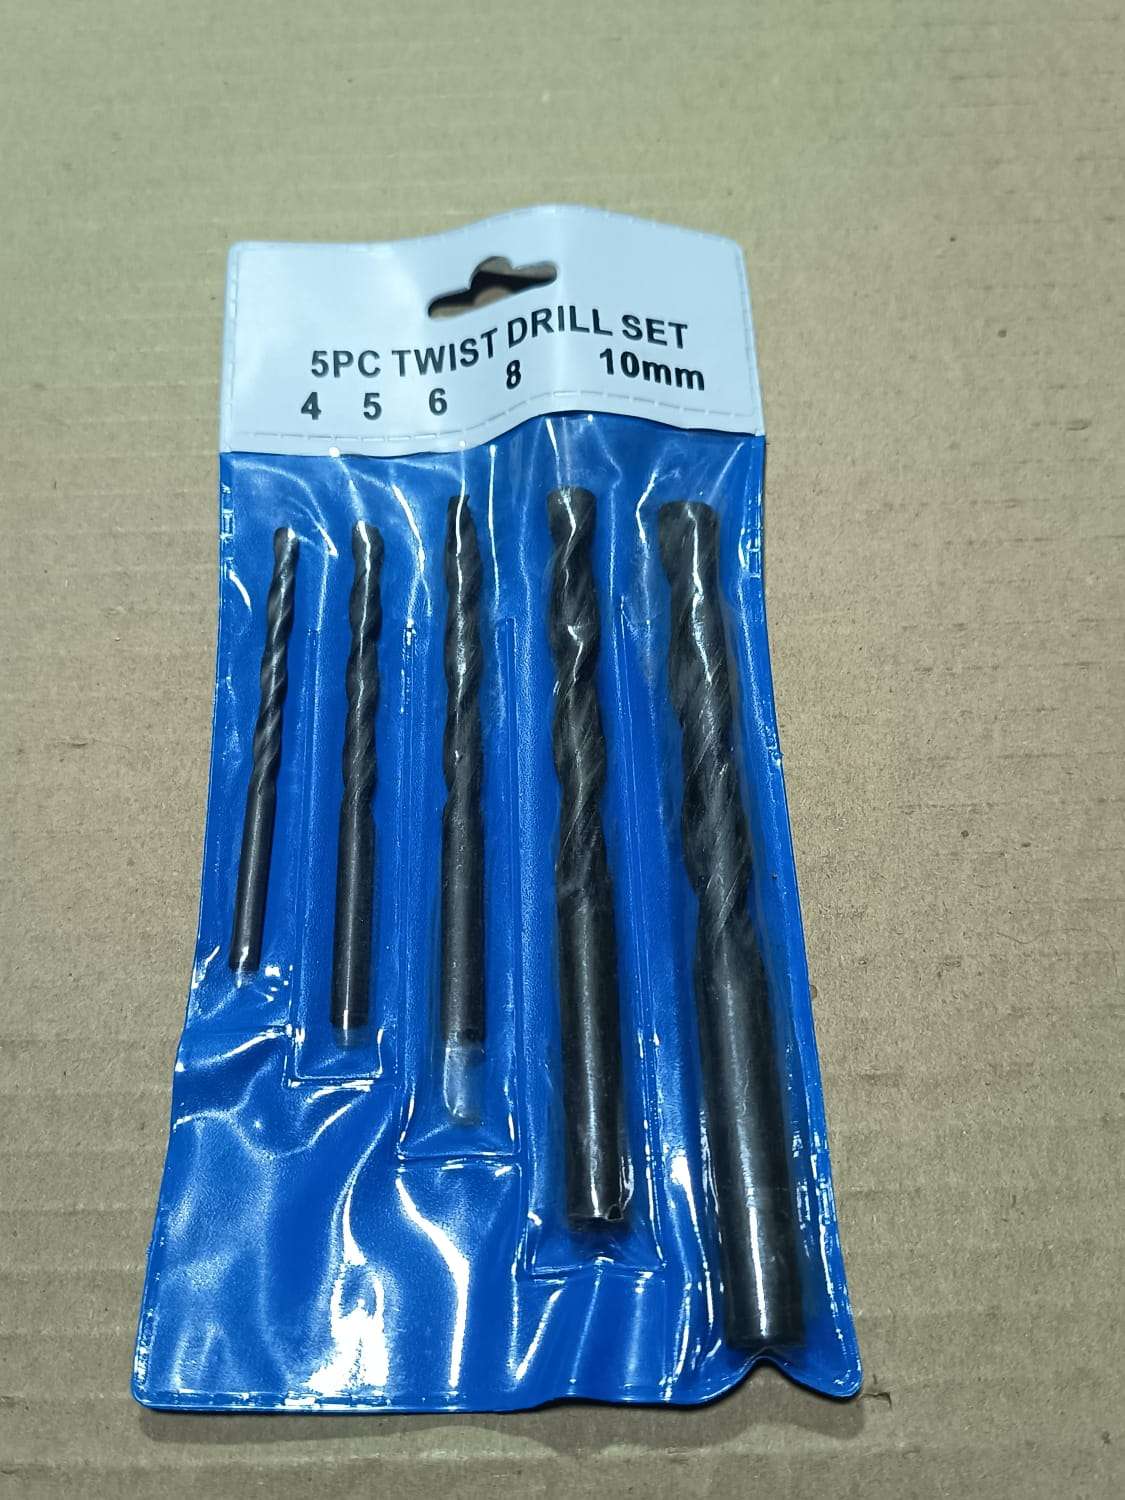 5PC TWIST DRILL SET
4 5 6 8 10mm